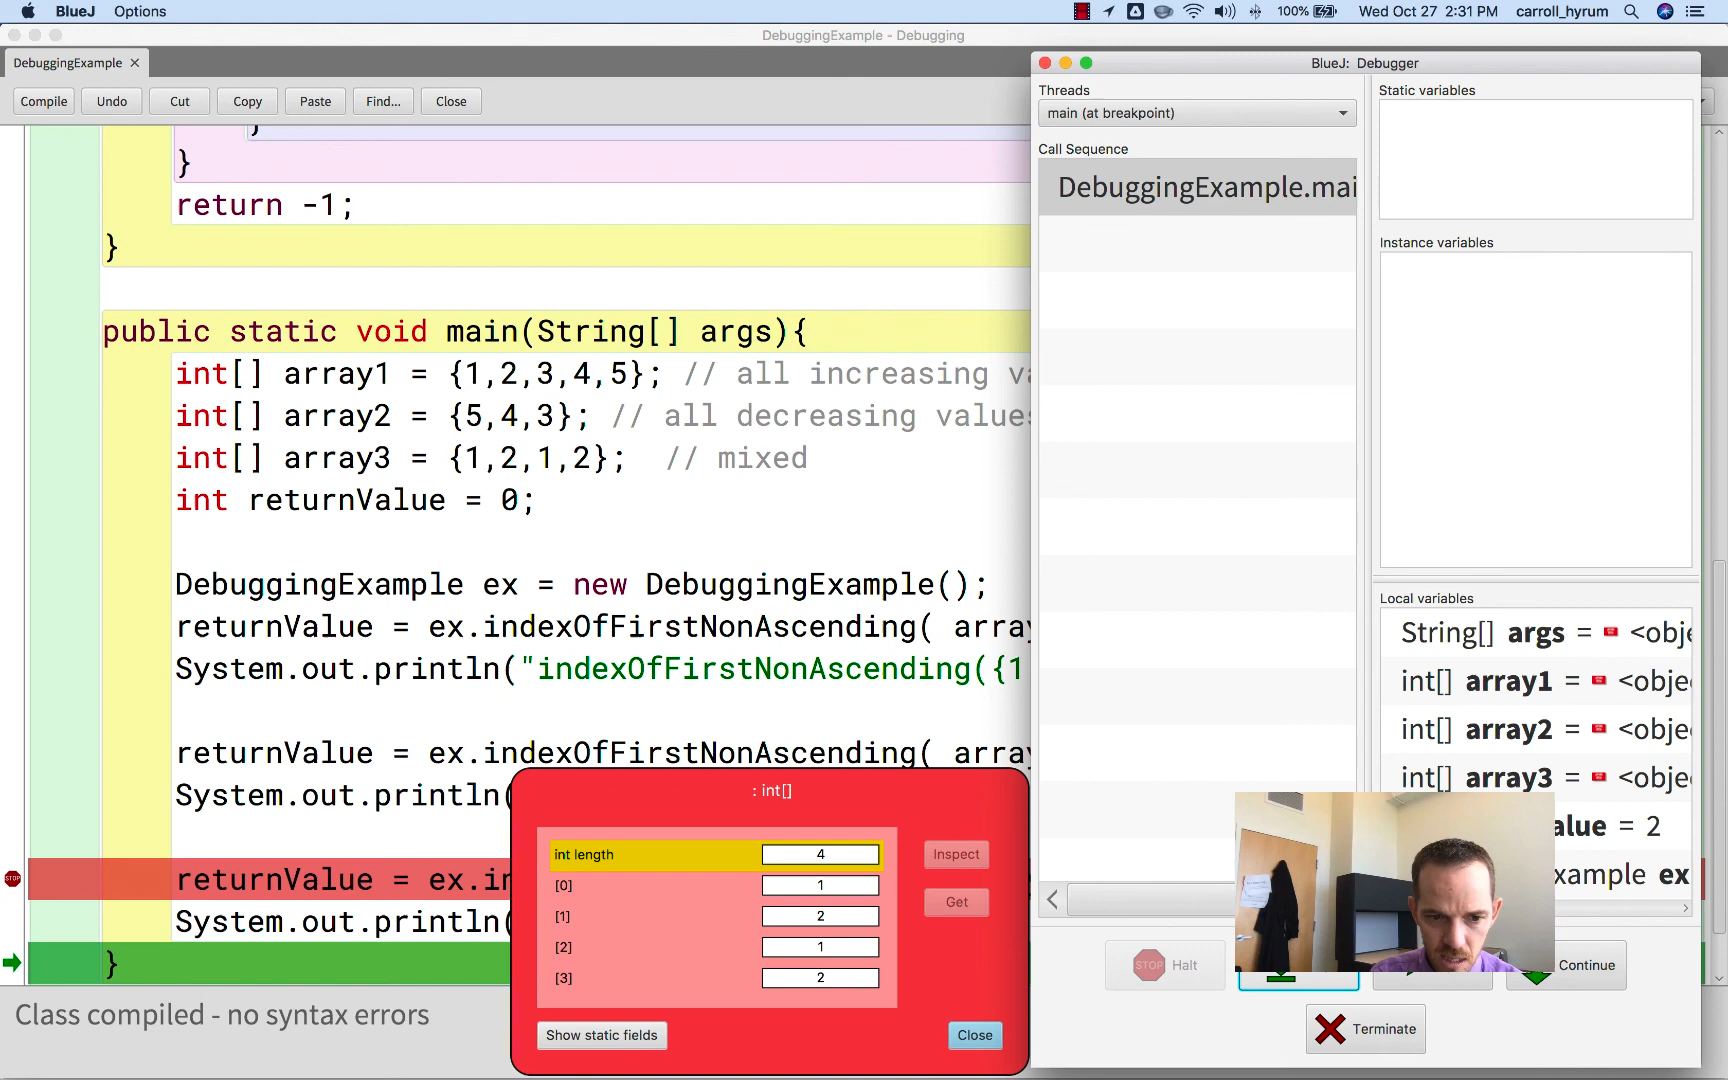 BlueJ Options 100% Wed Oct 27 2:31 PM carroll_hyrum
DebuggingExample - Debugging
DebuggingExample
Compile Undo Cut Copy Paste Find... Close
}
}
return -1;
}
public static void main(String[] args){
int[] array1 = {1,2,3,4,5}; // all increasing va
int[] array2 = {5,4,3}; // all decreasing values
int[] array3 = {1,2,1,2}; // mixed
int returnValue = 0;
DebuggingExample ex = new DebuggingExample();
returnValue = ex.indexOfFirstNonAscending( array
System.out.println("indexOfFirstNonAscending({1
returnValue = ex.indexOfFirstNonAscending( array
System.out.println(
STOP
returnValue = ex.in
System.out.println(
}
Class compiled - no syntax errors
: int[]
int length 4
[0] 1
[1] 2
[2] 1
[3] 2
Inspect
Get
Show static fields
Close
BlueJ: Debugger
Threads
main (at breakpoint)
Call Sequence
DebuggingExample.mai
Static variables
Instance variables
Local variables
String[] args = <obje
int[] array1 = <obje
int[] array2 = <obje
int[] array3 = <obje
alue = 2
xample ex
STOP Halt
Continue
Terminate